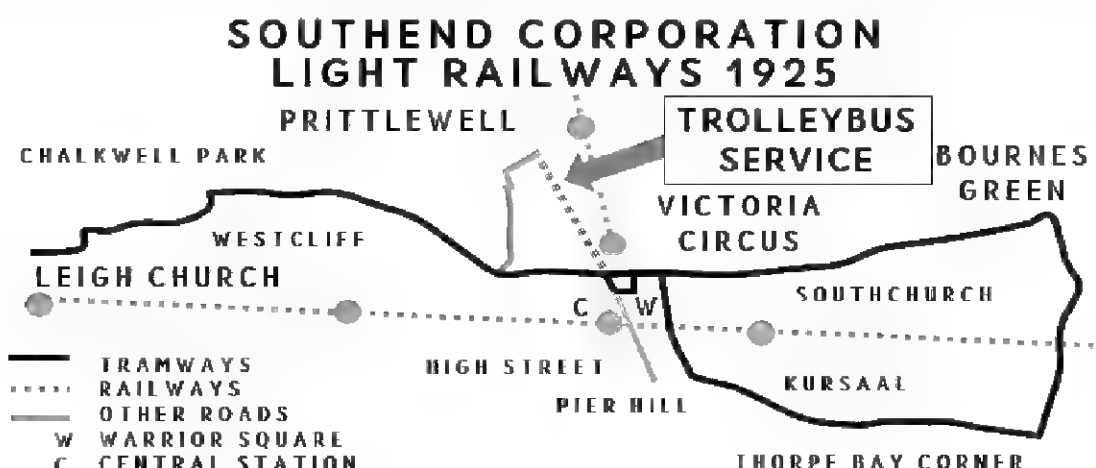 SOUTHEND CORPORATION
LIGHT RAILWAYS 1925
PRITTLEWELL
TROLLEYBUS
SERVICE
CHALKWELL PARK
BOURNES
GREEN
VICTORIA
CIRCUS
WESTCLIFF
LEIGH CHURCH
SOUTHCHURCH
C W
HIGH STREET
KURSAAL
PIER HILL
TRAMWAYS
RAILWAYS
OTHER ROADS
W WARRIOR SQUARE
C CENTRAL STATION
THORPE BAY CORNER